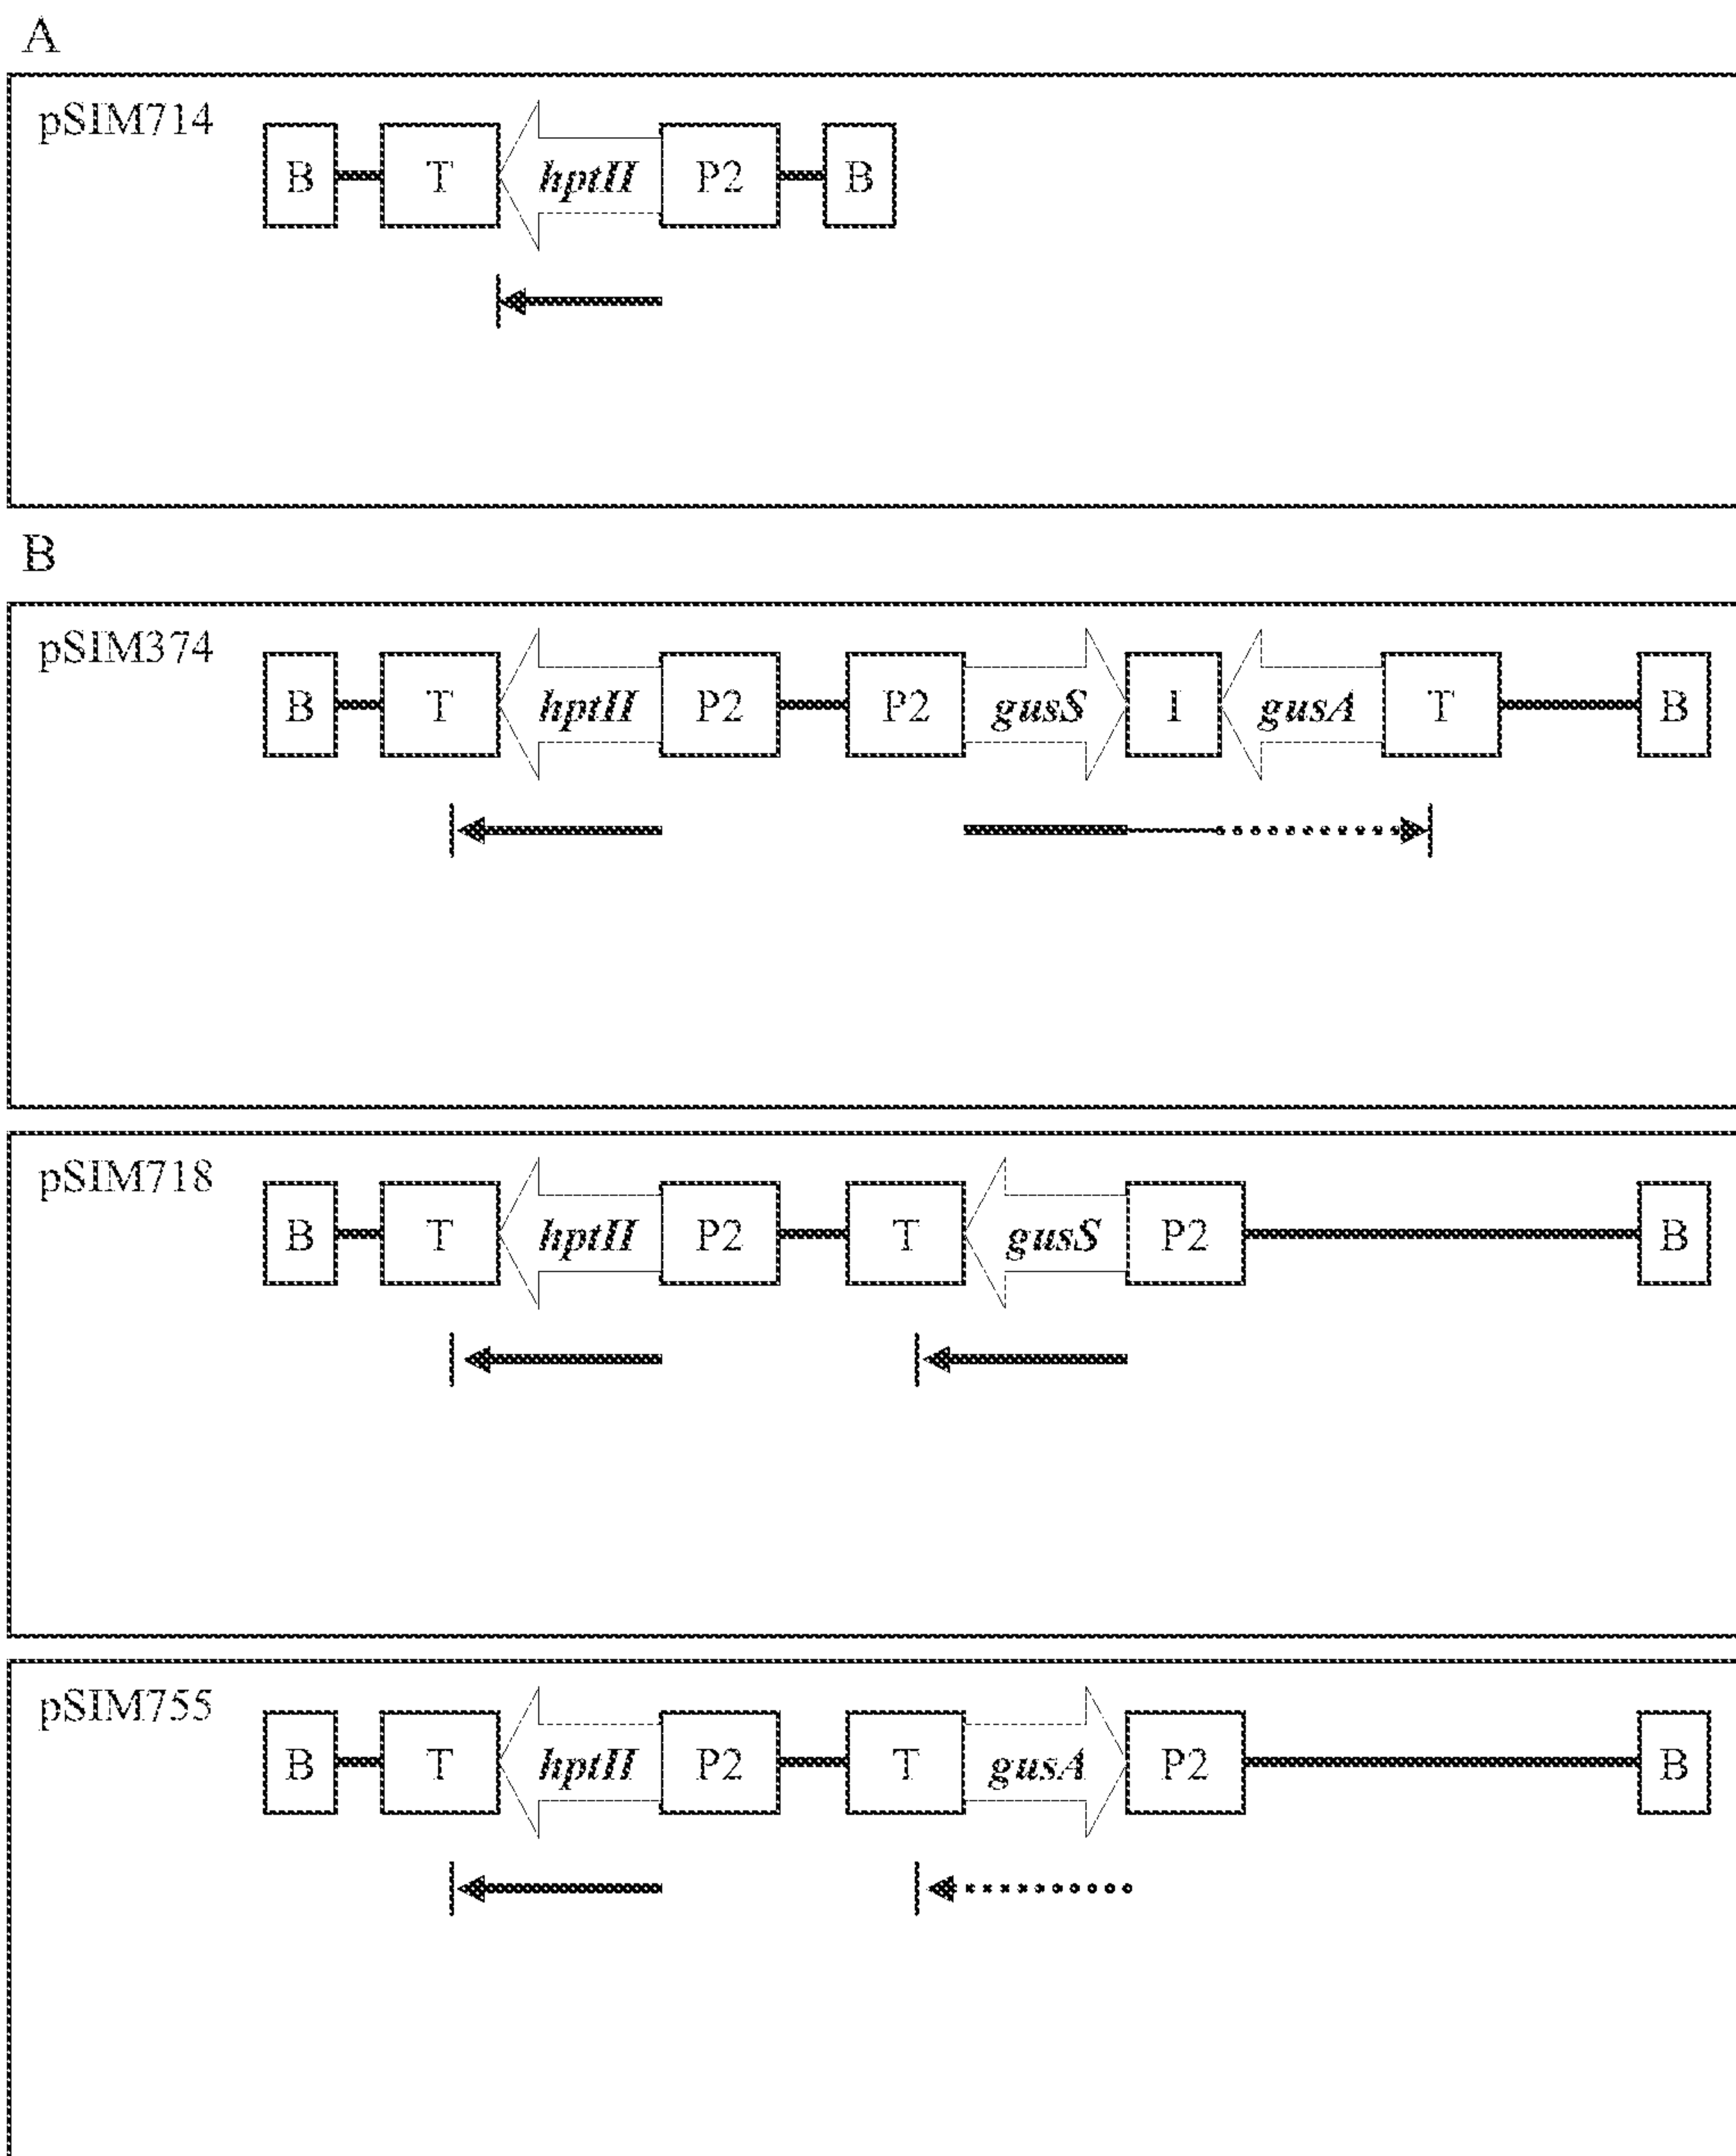 A
pSIM714 B T hptII P2 B
B
pSIM374 B T hptII P2 P2 gusS I gusA T B
pSIM718 B T hptII P2 T gusS P2 B
pSIM755 B T hptII P2 T gusA P2 B